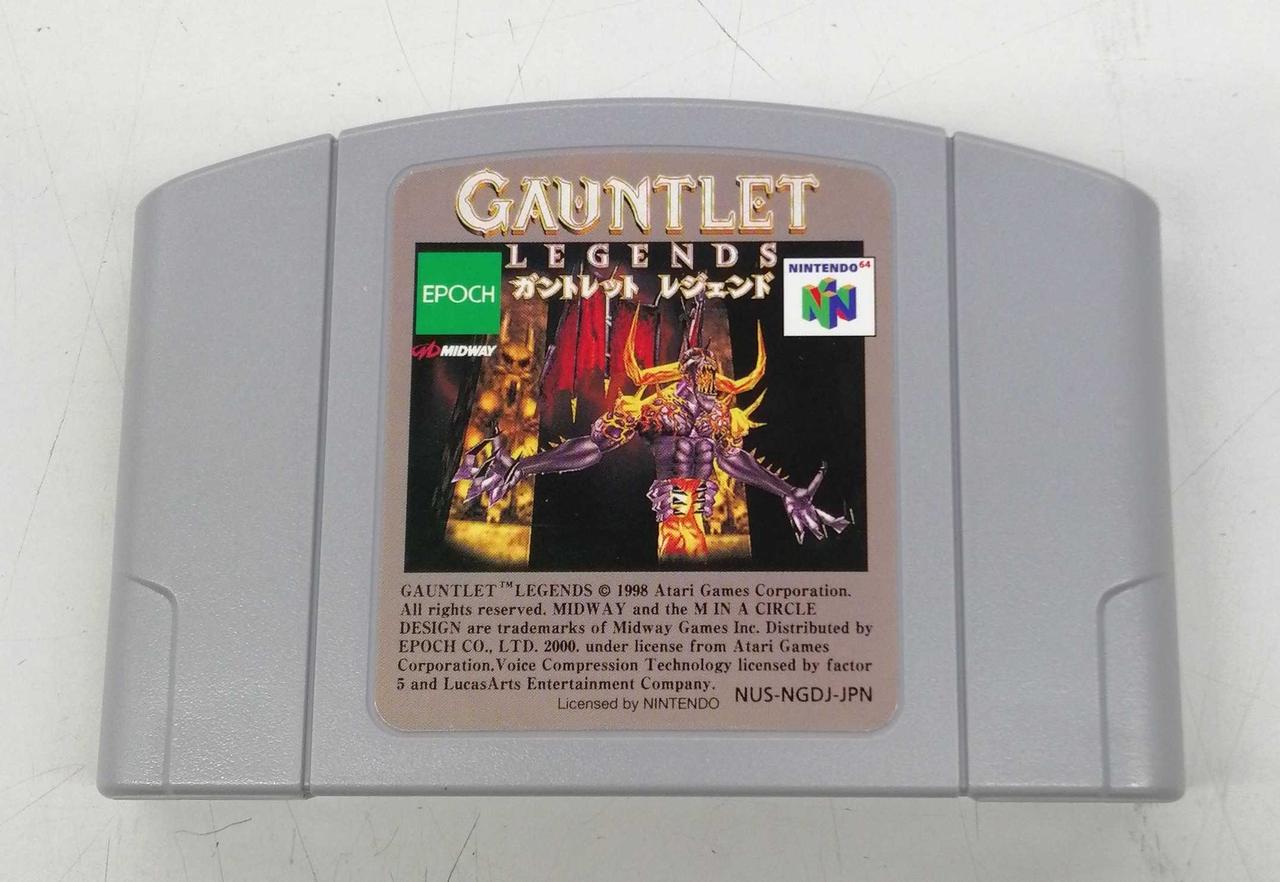 GAUNTLET
LEGENDS
ガントレット レジェンド
EPOCH
MIDWAY
NINTENDO64
GAUNTLET™LEGENDS © 1998 Atari Games Corporation.
All rights reserved. MIDWAY and the M IN A CIRCLE
DESIGN are trademarks of Midway Games Inc. Distributed by
EPOCH CO., LTD. 2000. under license from Atari Games
Corporation.Voice Compression Technology licensed by factor
5 and LucasArts Entertainment Company.
Licensed by NINTENDO
NUS-NGDJ-JPN